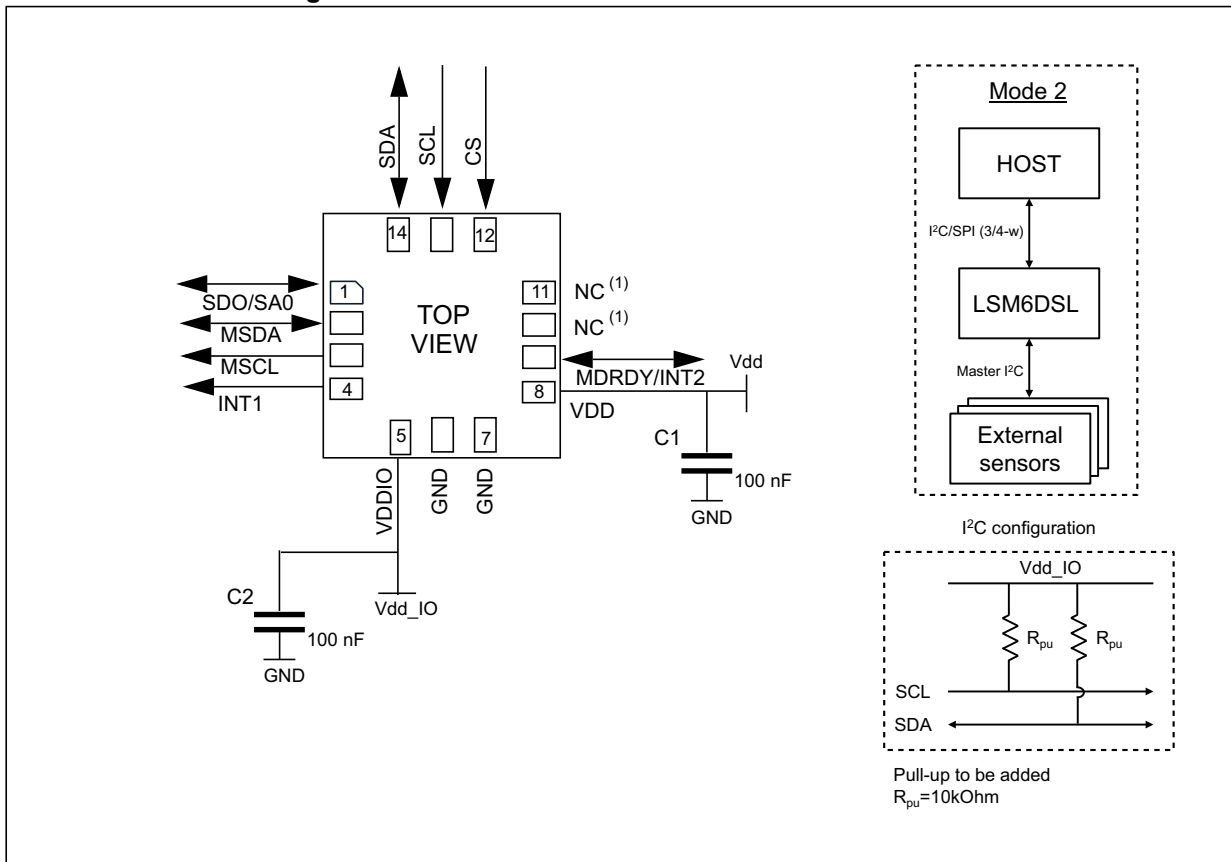 SDA
SCL
CS
14
12
1
11
NC (1)
SDO/SA0
NC (1)
MSDA
TOP
VIEW
MSCL
MDRDY/INT2
Vdd
4
8
INT1
VDD
5
7
C1
100 nF
GND
VDDIO
GND
GND
C2
100 nF
GND
Vdd_IO
Mode 2
HOST
I²C/SPI (3/4-w)
LSM6DSL
Master I²C
External
sensors
I²C configuration
Vdd_IO
Rpu
Rpu
SCL
SDA
Pull-up to be added
Rpu=10kOhm